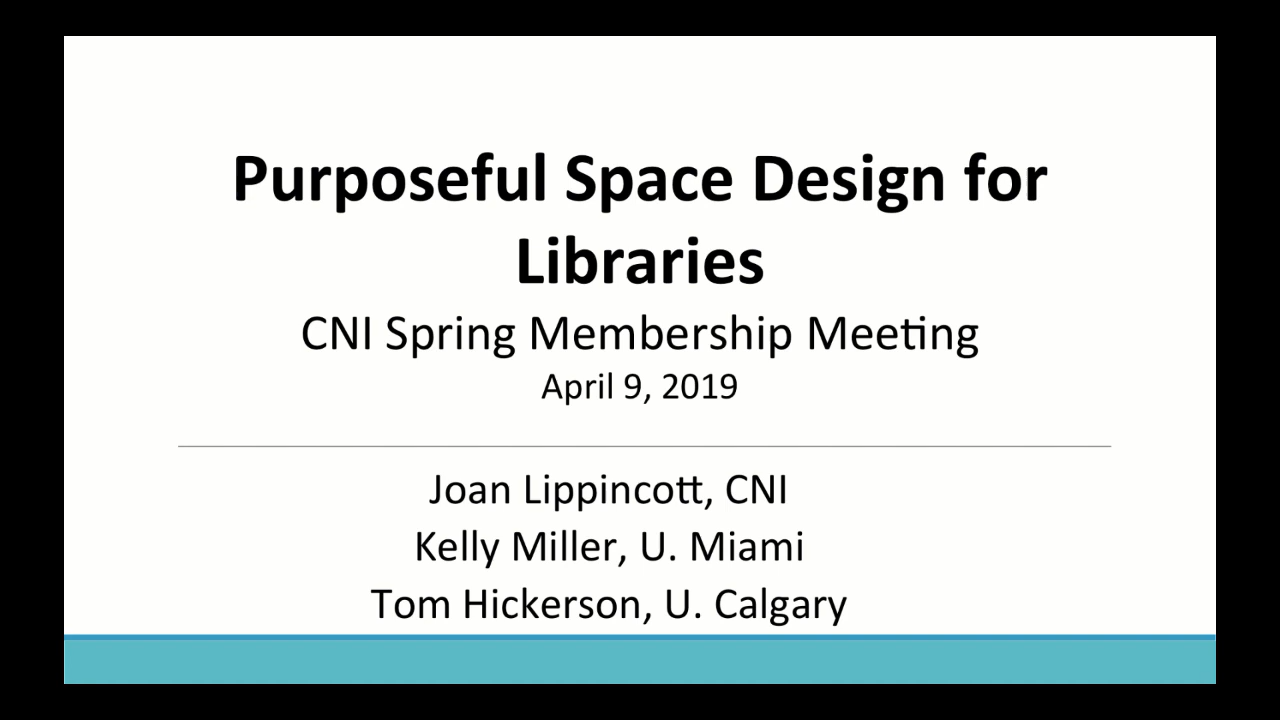 Purposeful Space Design for
Libraries
CNI Spring Membership Meeting
April 9, 2019
Joan Lippincott, CNI
Kelly Miller, U. Miami
Tom Hickerson, U. Calgary